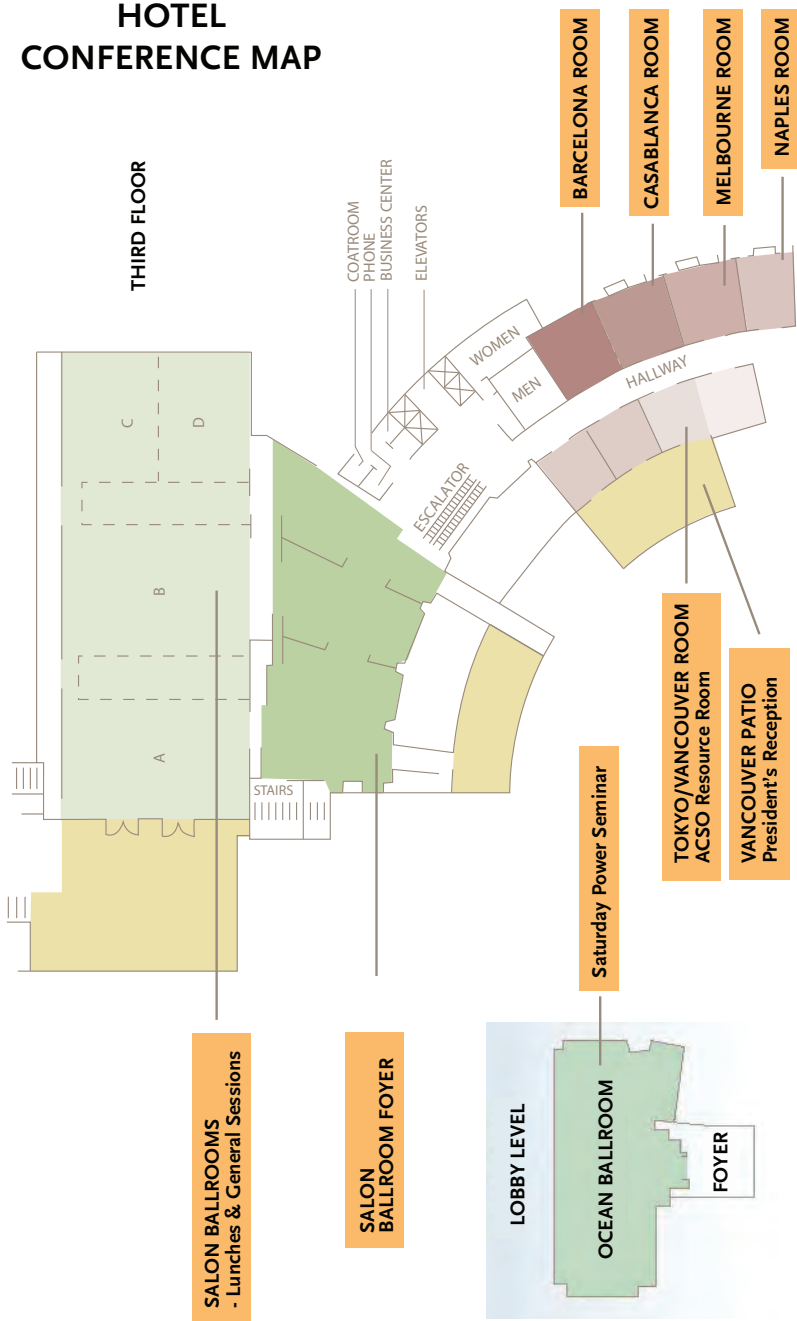 HOTEL
CONFERENCE MAP
THIRD FLOOR
BARCELONA ROOM
CASABLANCA ROOM
MELBOURNE ROOM
NAPLES ROOM
COATROOM
PHONE
BUSINESS CENTER
ELEVATORS
WOMEN
MEN
HALLWAY
ESCALATOR
C
D
B
A
STAIRS
TOKYO/VANCOUVER ROOM
ACSO Resource Room
VANCOUVER PATIO
President's Reception
Saturday Power Seminar
SALON BALLROOMS
- Lunches & General Sessions
SALON
BALLROOM FOYER
LOBBY LEVEL
OCEAN BALLROOM
FOYER